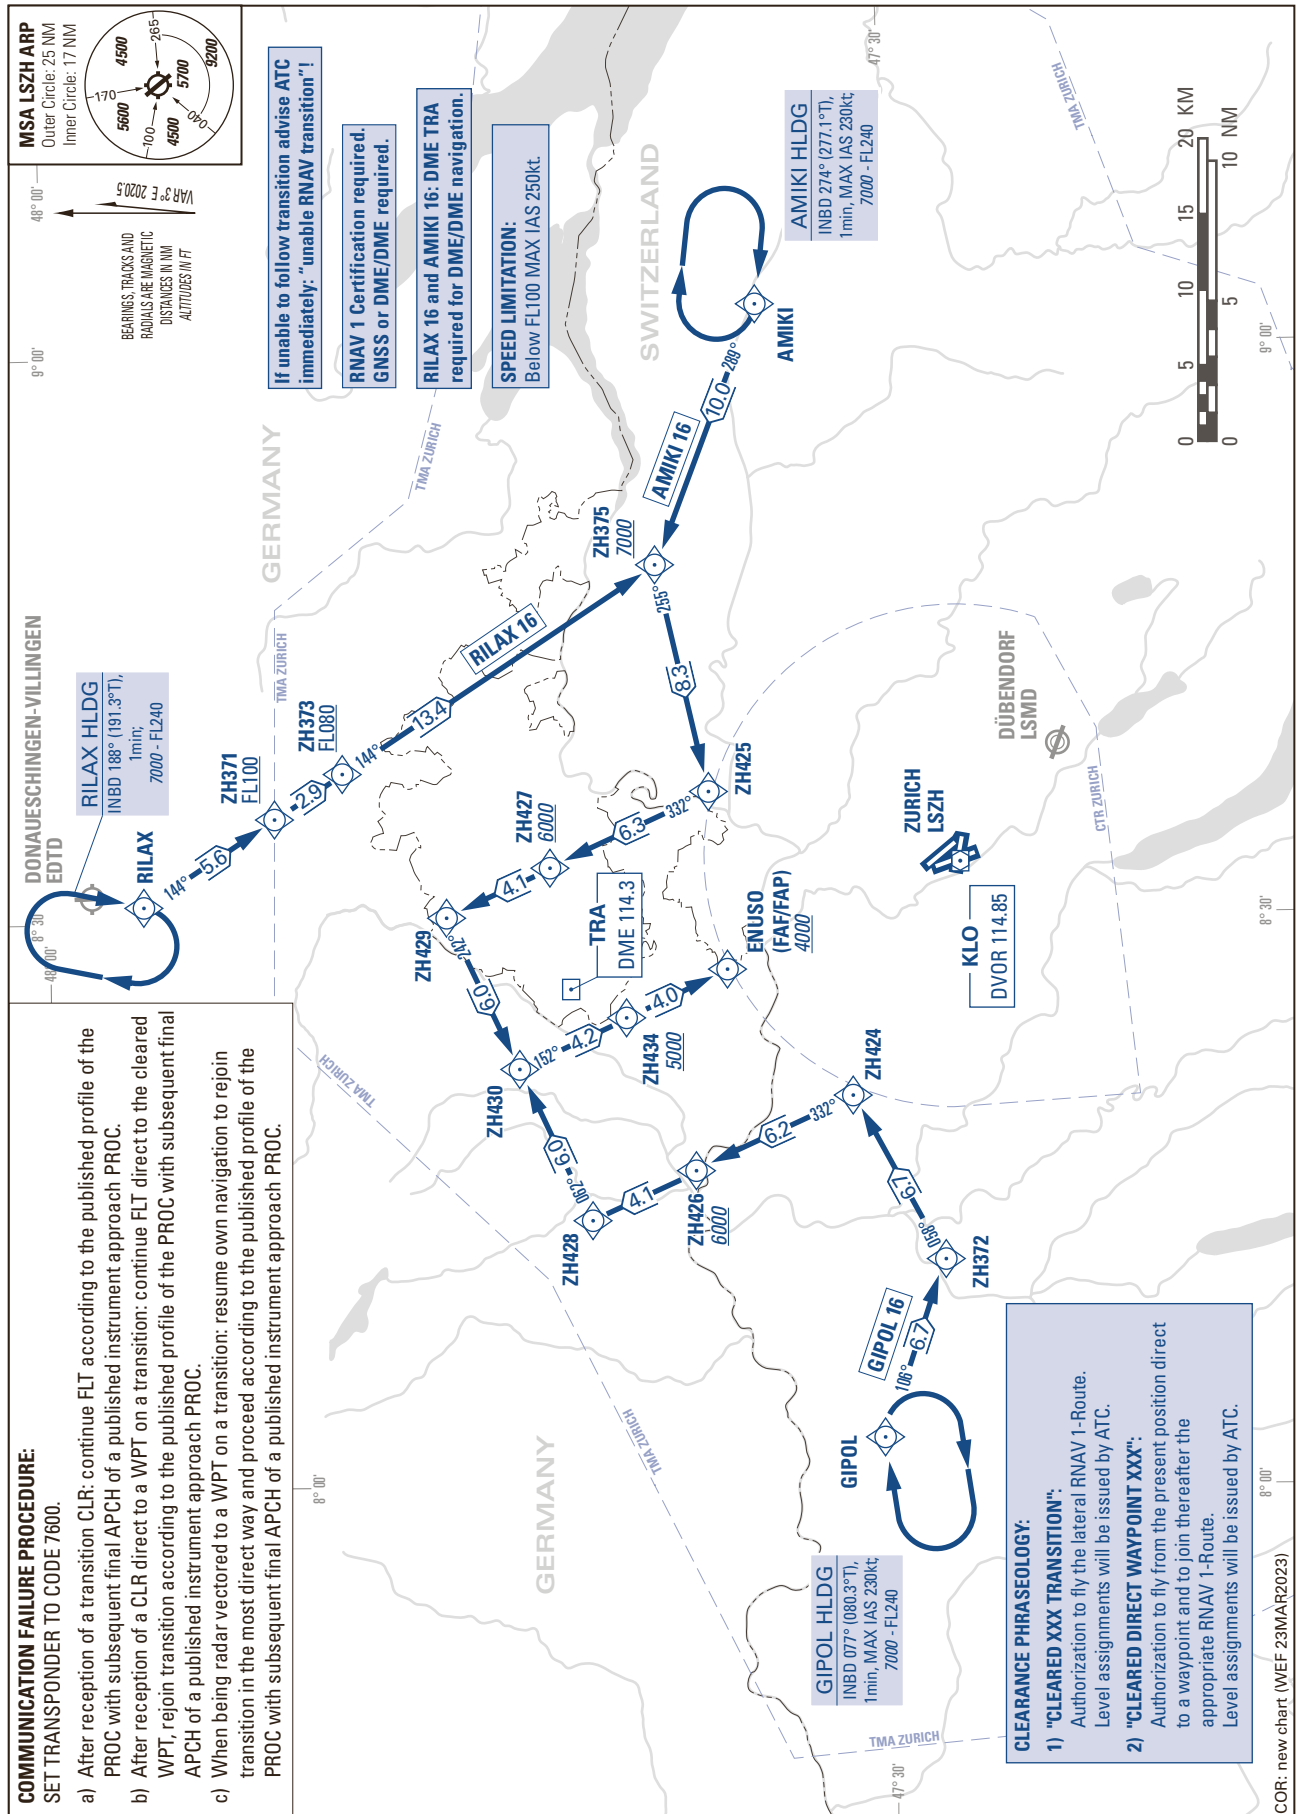 COMMUNICATION FAILURE PROCEDURE:
SET TRANSPONDER TO CODE 7600.
a) After reception of a transition CLR: continue FLT according to the published profile of the
PROC with subsequent final APCH of a published instrument approach PROC.
b) After reception of a CLR direct to a WPT on a transition: continue FLT direct to the cleared
WPT, rejoin transition according to the published profile of the PROC with subsequent final
APCH of a published instrument approach PROC.
c) When being radar vectored to a WPT on a transition: resume own navigation to rejoin
transition in the most direct way and proceed according to the published profile of the
PROC with subsequent final APCH of a published instrument approach PROC.
MSA LSZH ARP
Outer Circle: 25 NM
Inner Circle: 17 NM
170
265
100
040
5600
4500
4500
5700
9200
VAR 3° E 2020.5
BEARINGS, TRACKS AND
RADIALS ARE MAGNETIC
DISTANCES IN NM
ALTITUDES IN FT
48° 00'
9° 00'
If unable to follow transition advise ATC
immediately: "unable RNAV transition"!
RNAV 1 Certification required.
GNSS or DME/DME required.
RILAX 16 and AMIKI 16: DME TRA
required for DME/DME navigation.
SPEED LIMITATION:
Below FL100 MAX IAS 250kt.
DONAUESCHINGEN-VILLINGEN
EDTD
8° 30'
48° 00'
RILAX HLDG
INBD 188° (191.3°T),
1min;
7000 - FL240
RILAX
144°
5.6
ZH371
FL100
2.9
ZH373
FL080
144°
13.4
RILAX 16
GERMANY
TMA ZURICH
TMA ZURICH
TMA ZURICH
SWITZERLAND
47° 30'
TMA ZURICH
AMIKI HLDG
INBD 274° (277.1°T),
1min, MAX IAS 230kt;
7000 - FL240
AMIKI
289°
10.0
AMIKI 16
ZH375
7000
255°
8.3
ZH425
332°
6.3
ZH427
6000
4.1
ZH429
242°
6.0
ZH430
152°
4.2
ZH434
5000
4.0
ENUSO
(FAF/FAP)
4000
TRA
DME 114.3
ZH428
062°
6.0
4.1
ZH426
6000
6.2
332°
ZH424
6.7
058°
ZH372
6.7
106°
GIPOL 16
GIPOL
GIPOL HLDG
INBD 077° (080.3°T),
1min, MAX IAS 230kt;
7000 - FL240
GERMANY
TMA ZURICH
TMA ZURICH
8° 00'
KLO
DVOR 114.85
ZURICH
LSZH
DÜBENDORF
LSMD
CTR ZURICH
0 5 10 15 20 KM
0 5 10 NM
9° 00'
8° 30'
8° 00'
47° 30'
CLEARANCE PHRASEOLOGY:
1) "CLEARED XXX TRANSITION":
Authorization to fly the lateral RNAV 1-Route.
Level assignments will be issued by ATC.
2) "CLEARED DIRECT WAYPOINT XXX":
Authorization to fly from the present position direct
to a waypoint and to join thereafter the
appropriate RNAV 1-Route.
Level assignments will be issued by ATC.
COR: new chart (WEF 23MAR2023)